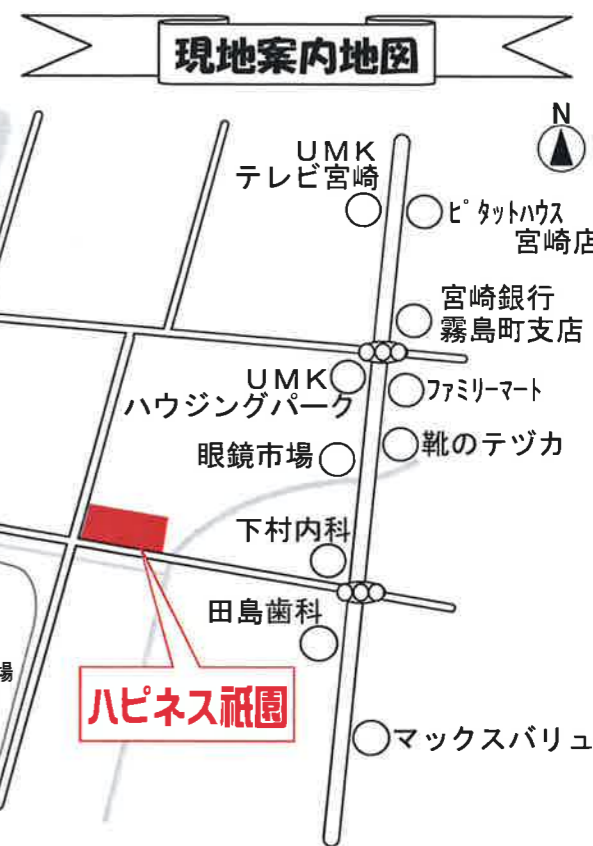 現地案内地図
N
UMK
テレビ宮崎
ピタットハウス
宮崎店
宮崎銀行
霧島町支店
UMK
ハウジングパーク
ファミリーマート
眼鏡市場
靴のテヅカ
下村内科
田島歯科
場
ハピネス祇園
マックスバリュ